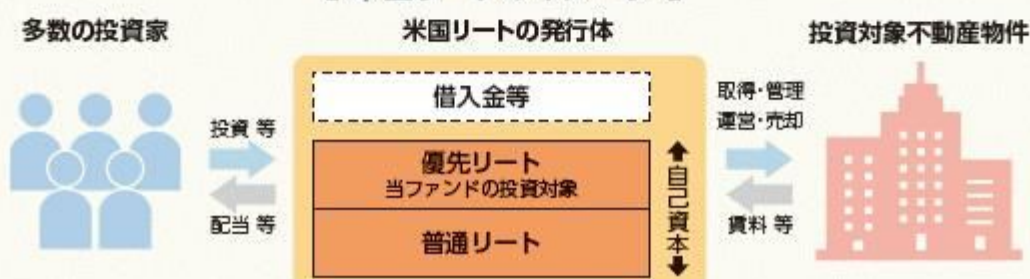 多数の投資家
米国リートの発行体
投資対象不動産物件
借入金等
投資 等
配当 等
優先リート
当ファンドの投資対象
普通リート
自己資本
取得・管理
運営・売却
賃料 等